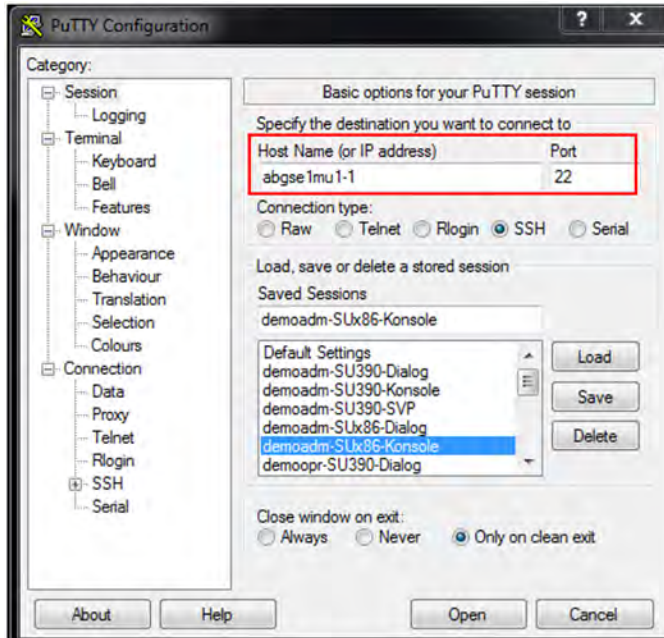 PuTTY Configuration
Category:
Session
Logging
Terminal
Keyboard
Bell
Features
Window
Appearance
Behaviour
Translation
Selection
Colours
Connection
Data
Proxy
Telnet
Rlogin
SSH
Serial
Basic options for your PuTTY session
Specify the destination you want to connect to
Host Name (or IP address) Port
abgse1mu1-1 22
Connection type:
Raw Telnet Rlogin SSH Serial
Load, save or delete a stored session
Saved Sessions
demoadm-SUx86-Konsole
Default Settings
demoadm-SU390-Dialog
demoadm-SU390-Konsole
demoadm-SU390-SVP
demoadm-SUx86-Dialog
demoadm-SUx86-Konsole
demoopr-SU390-Dialog
Load
Save
Delete
Close window on exit:
Always Never Only on clean exit
About Help Open Cancel